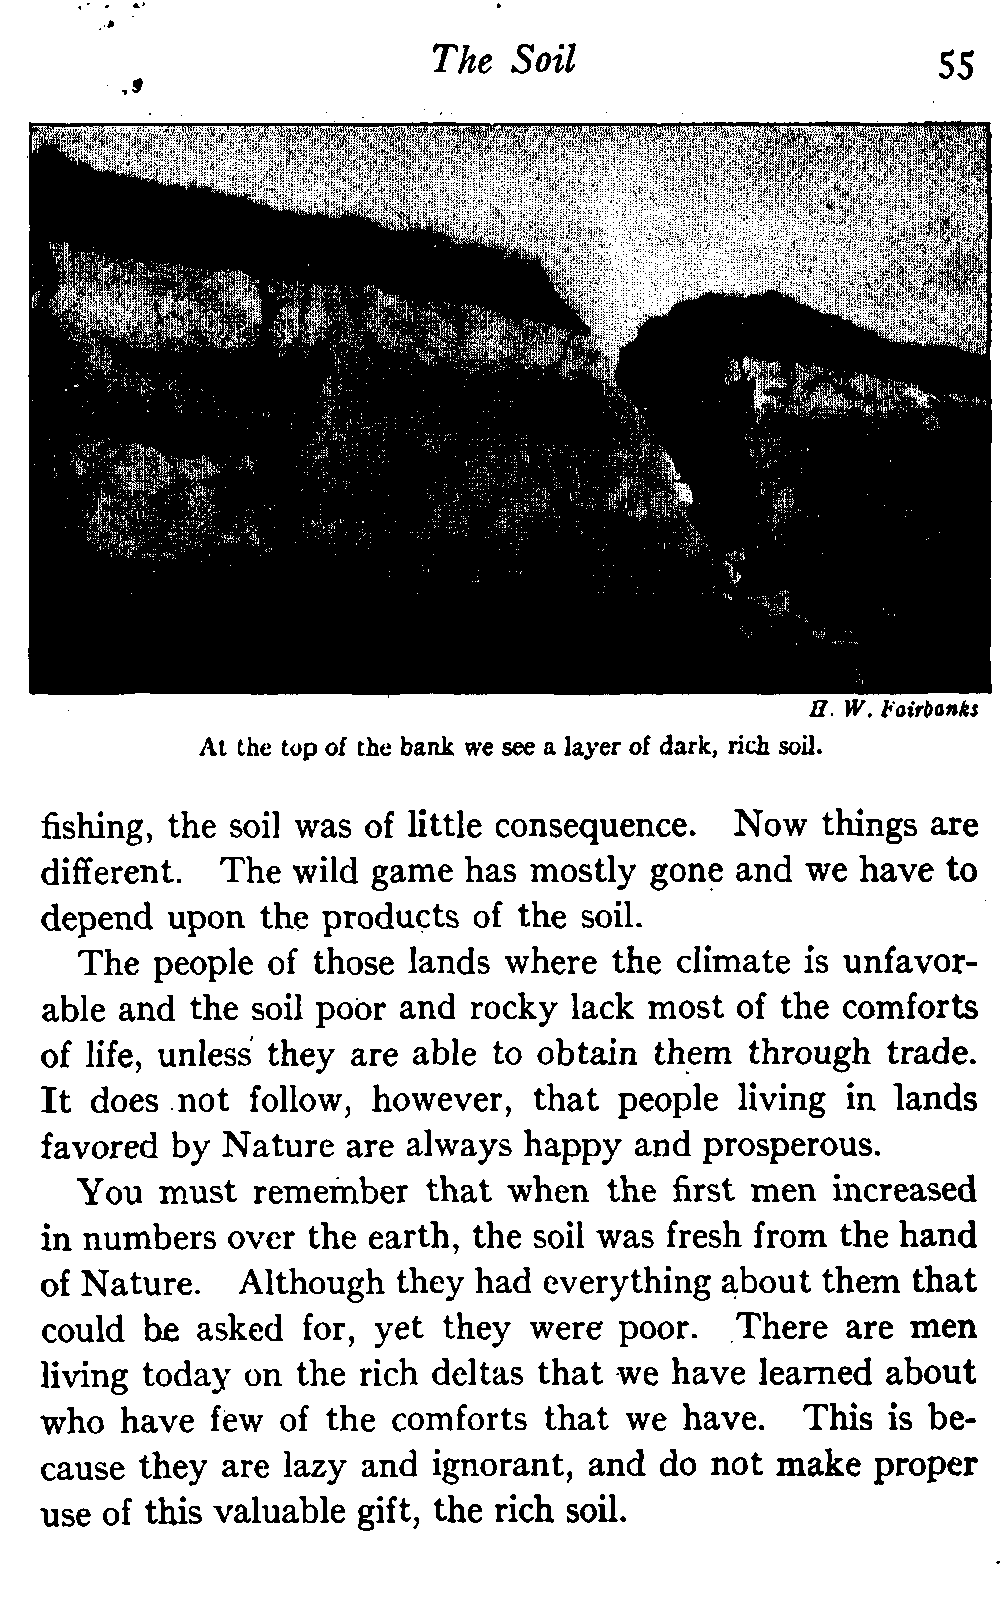 The Soil 55
H. W. Fairbanks
At the top of the bank we see a layer of dark, rich soil.
fishing, the soil was of little consequence. Now things are
different. The wild game has mostly gone and we have to
depend upon the products of the soil.
The people of those lands where the climate is unfavor-
able and the soil poor and rocky lack most of the comforts
of life, unless they are able to obtain them through trade.
It does not follow, however, that people living in lands
favored by Nature are always happy and prosperous.
You must remember that when the first men increased
in numbers over the earth, the soil was fresh from the hand
of Nature. Although they had everything about them that
could be asked for, yet they were poor. There are men
living today on the rich deltas that we have learned about
who have few of the comforts that we have. This is be-
cause they are lazy and ignorant, and do not make proper
use of this valuable gift, the rich soil.